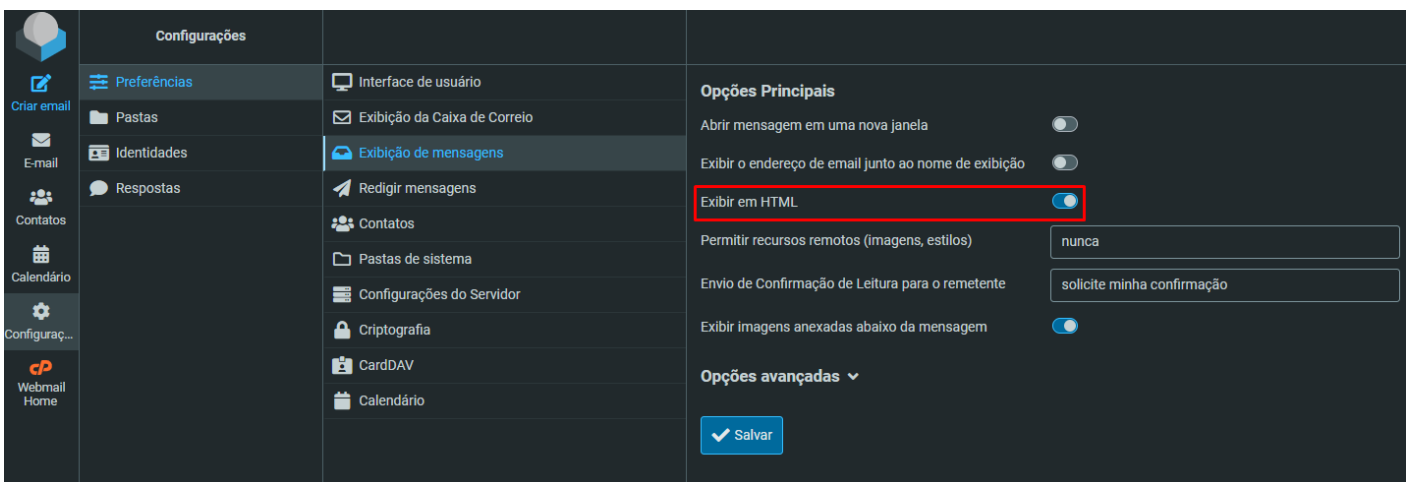 Criar email
E-mail
Contatos
Calendário
Configuraç...
cP
Webmail
Home
Configurações
Preferências
Pastas
Identidades
Respostas
Interface de usuário
Exibição da Caixa de Correio
Exibição de mensagens
Redigir mensagens
Contatos
Pastas de sistema
Configurações do Servidor
Criptografia
CardDAV
Calendário
Opções Principais
Abrir mensagem em uma nova janela
Exibir o endereço de email junto ao nome de exibição
Exibir em HTML
Permitir recursos remotos (imagens, estilos) nunca
Envio de Confirmação de Leitura para o remetente solicite minha confirmação
Exibir imagens anexadas abaixo da mensagem
Opções avançadas
Salvar